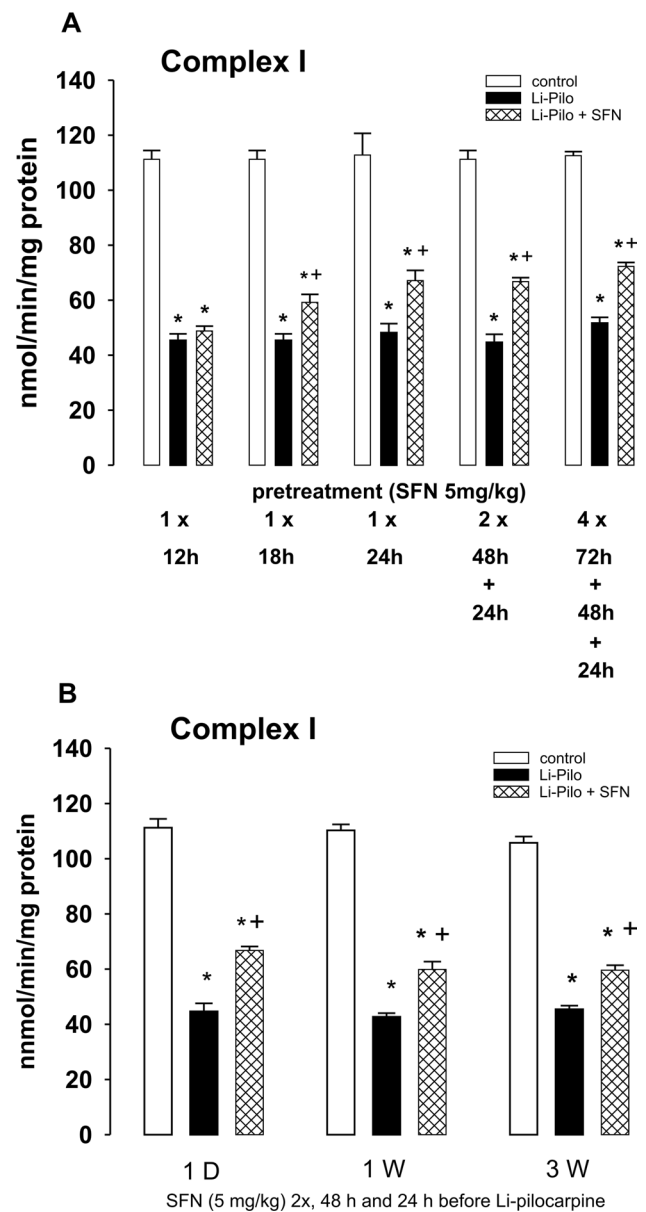 A
Complex I
control
Li-Pilo
Li-Pilo + SFN
nmol/min/mg protein
140
120
100
80
60
40
20
0
* *
* *+
* *+
* *+
* *+
pretreatment (SFN 5mg/kg)
1 x 1 x 1 x 2 x 4 x
12h 18h 24h 48h 72h
+ +
24h 48h
+
24h
B
Complex I
control
Li-Pilo
Li-Pilo + SFN
nnmol/min/mg protein
140
120
100
80
60
40
20
0
* *+
* *+
* *+
1 D 1 W 3 W
SFN (5 mg/kg) 2x, 48 h and 24 h before Li-pilocarpine